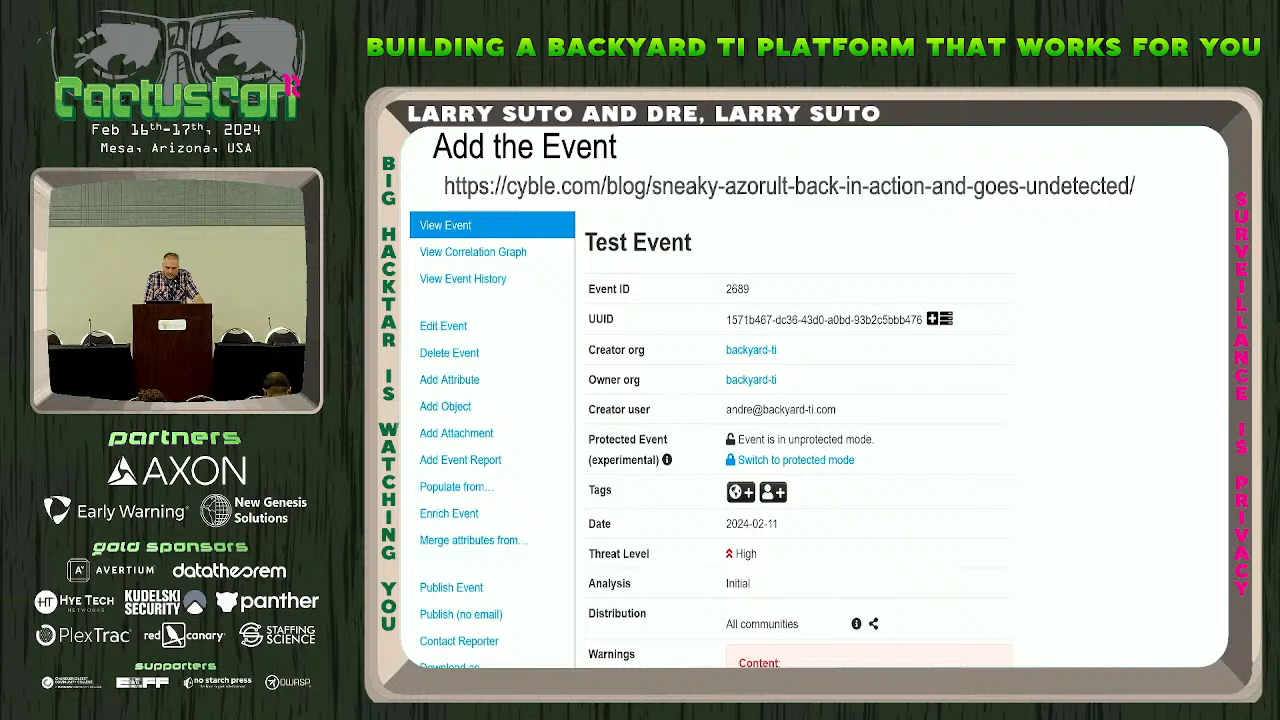 CactusCon
Feb 16th-17th, 2024
Mesa, Arizona, USA
BUILDING A BACKYARD TI PLATFORM THAT WORKS FOR YOU
LARRY SUTO AND DRE, LARRY SUTO
BIG HACKTAR IS WATCHING YOU
Add the Event
https://cyble.com/blog/sneaky-azorult-back-in-action-and-goes-undetected/
View Event
View Correlation Graph
View Event History
Edit Event
Delete Event
Add Attribute
Add Object
Add Attachment
Add Event Report
Populate from…
Enrich Event
Merge attributes from…
Publish Event
Publish (no email)
Contact Reporter
Download as
Test Event
Event ID 2689
UUID 1571b467-dc36-43d0-a0bd-93b2c5bbb476
Creator org backyard-ti
Owner org backyard-ti
Creator user andre@backyard-ti.com
Protected Event Event is in unprotected mode.
(experimental) Switch to protected mode
Tags
Date 2024-02-11
Threat Level High
Analysis Initial
Distribution
All communities
Warnings
Content:
SURVEILLANCE IS PRIVACY
partners
AXON
Early Warning
New Genesis
Solutions
gold sponsors
AVERTIUM
datatheorem
HT HYE TECH
NETWORKS
KUDELSKI
SECURITY
panther
PlexTrac
red canary
STAFFING
SCIENCE
supporters
EFF
no starch press
OWASP